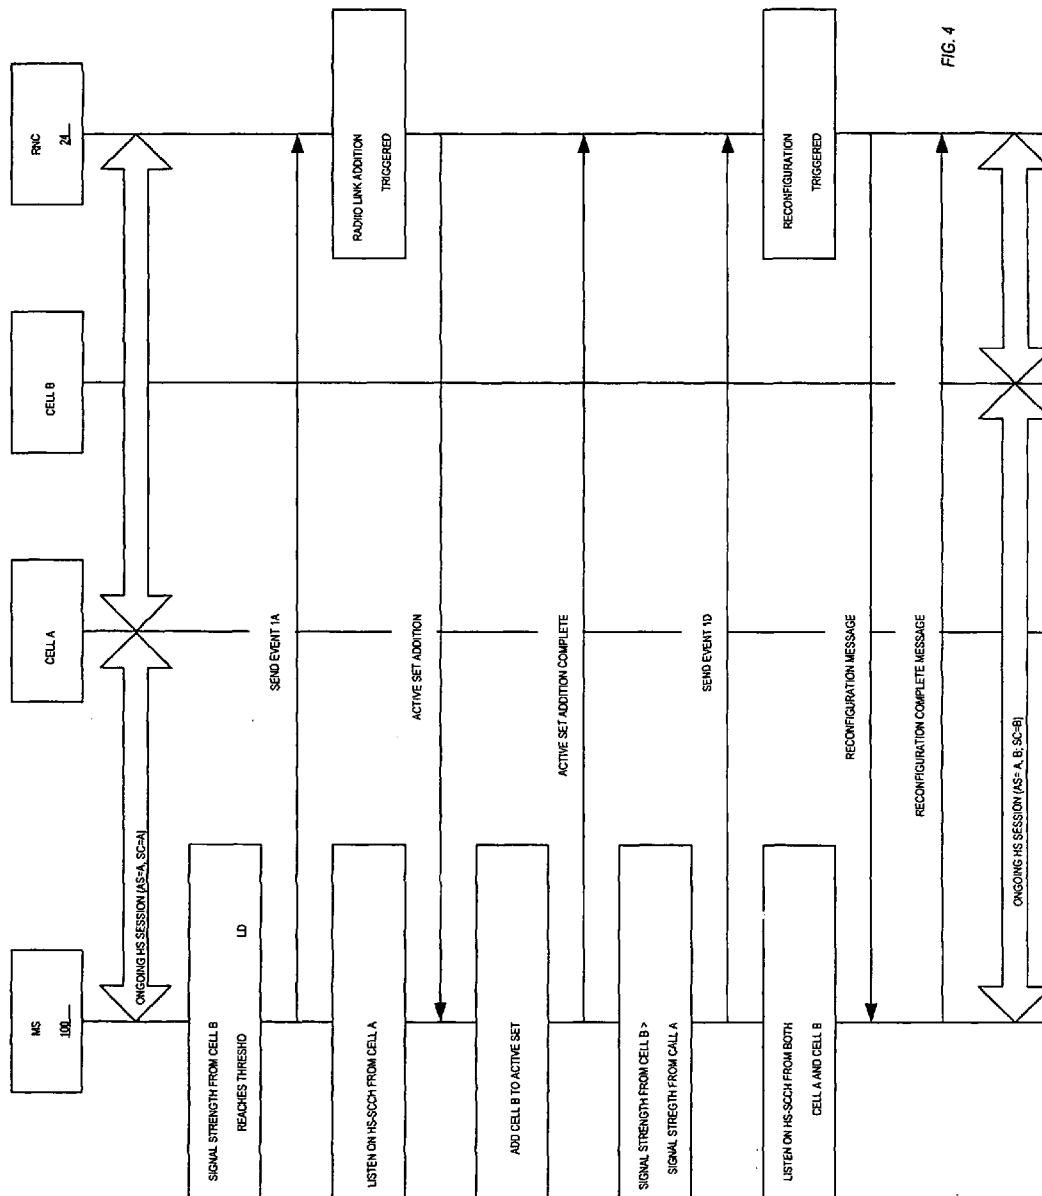 MS
100
CELL A
CELL B
RNC
24
ONGOING HS SESSION (AS=A, SC=A)
SIGNAL STRENGTH FROM CELL B
REACHES THRESHO LD
SEND EVENT 1A
LISTEN ON HS-SCCH FROM CELL A
RADIIO LINK ADDITION
TRIGGERED
ACTIVE SET ADDITION
ADD CELL B TO ACTIVE SET
ACTIVE SET ADDITION COMPLETE
SIGNAL STRENGTH FROM CELL B >
SIGNAL STREGTH FROM CALL A
SEND EVENT 1D
LISTEN ON HS-SCCH FROM BOTH
CELL A AND CELL B
RECONFIGURATION
TRIGGERED
RECONFIGURATION MESSAGE
RECONFIGURATION COMPLETE MESSAGE
ONGOING HS SESSION (AS= A, B; SC=B)
FIG. 4